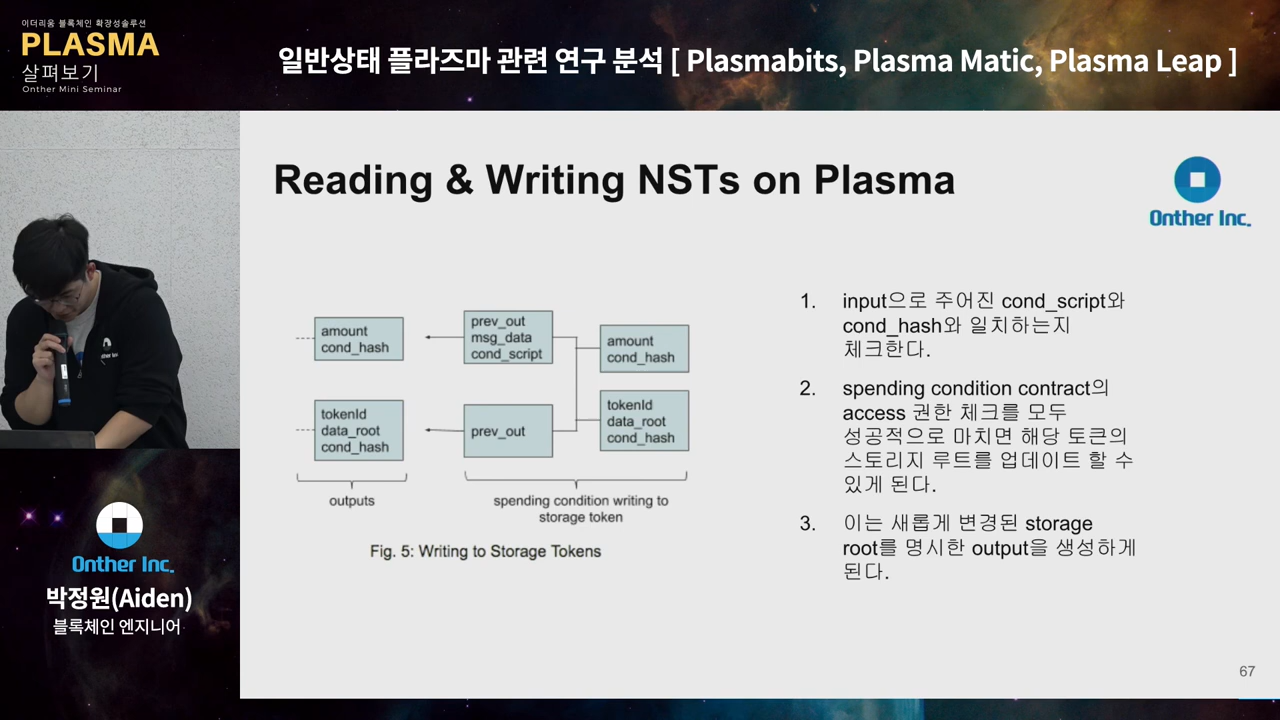 이더리움 블록체인 확장성솔루션
PLASMA
살펴보기
Onther Mini Seminar
일반상태 플라즈마 관련 연구 분석 [ Plasmabits, Plasma Matic, Plasma Leap ]
Reading & Writing NSTs on Plasma
Onther Inc.
amount
cond_hash
prev_out
msg_data
cond_script
amount
cond_hash
tokenId
data_root
cond_hash
prev_out
tokenId
data_root
cond_hash
outputs
spending condition writing to
storage token
Fig. 5: Writing to Storage Tokens
1. input으로 주어진 cond_script와
cond_hash와 일치하는지
체크한다.
2. spending condition contract의
access 권한 체크를 모두
성공적으로 마치면 해당 토큰의
스토리지 루트를 업데이트 할 수
있게 된다.
3. 이는 새롭게 변경된 storage
root를 명시한 output을 생성하게
된다.
67
Onther Inc.
박정원(Aiden)
블록체인 엔지니어